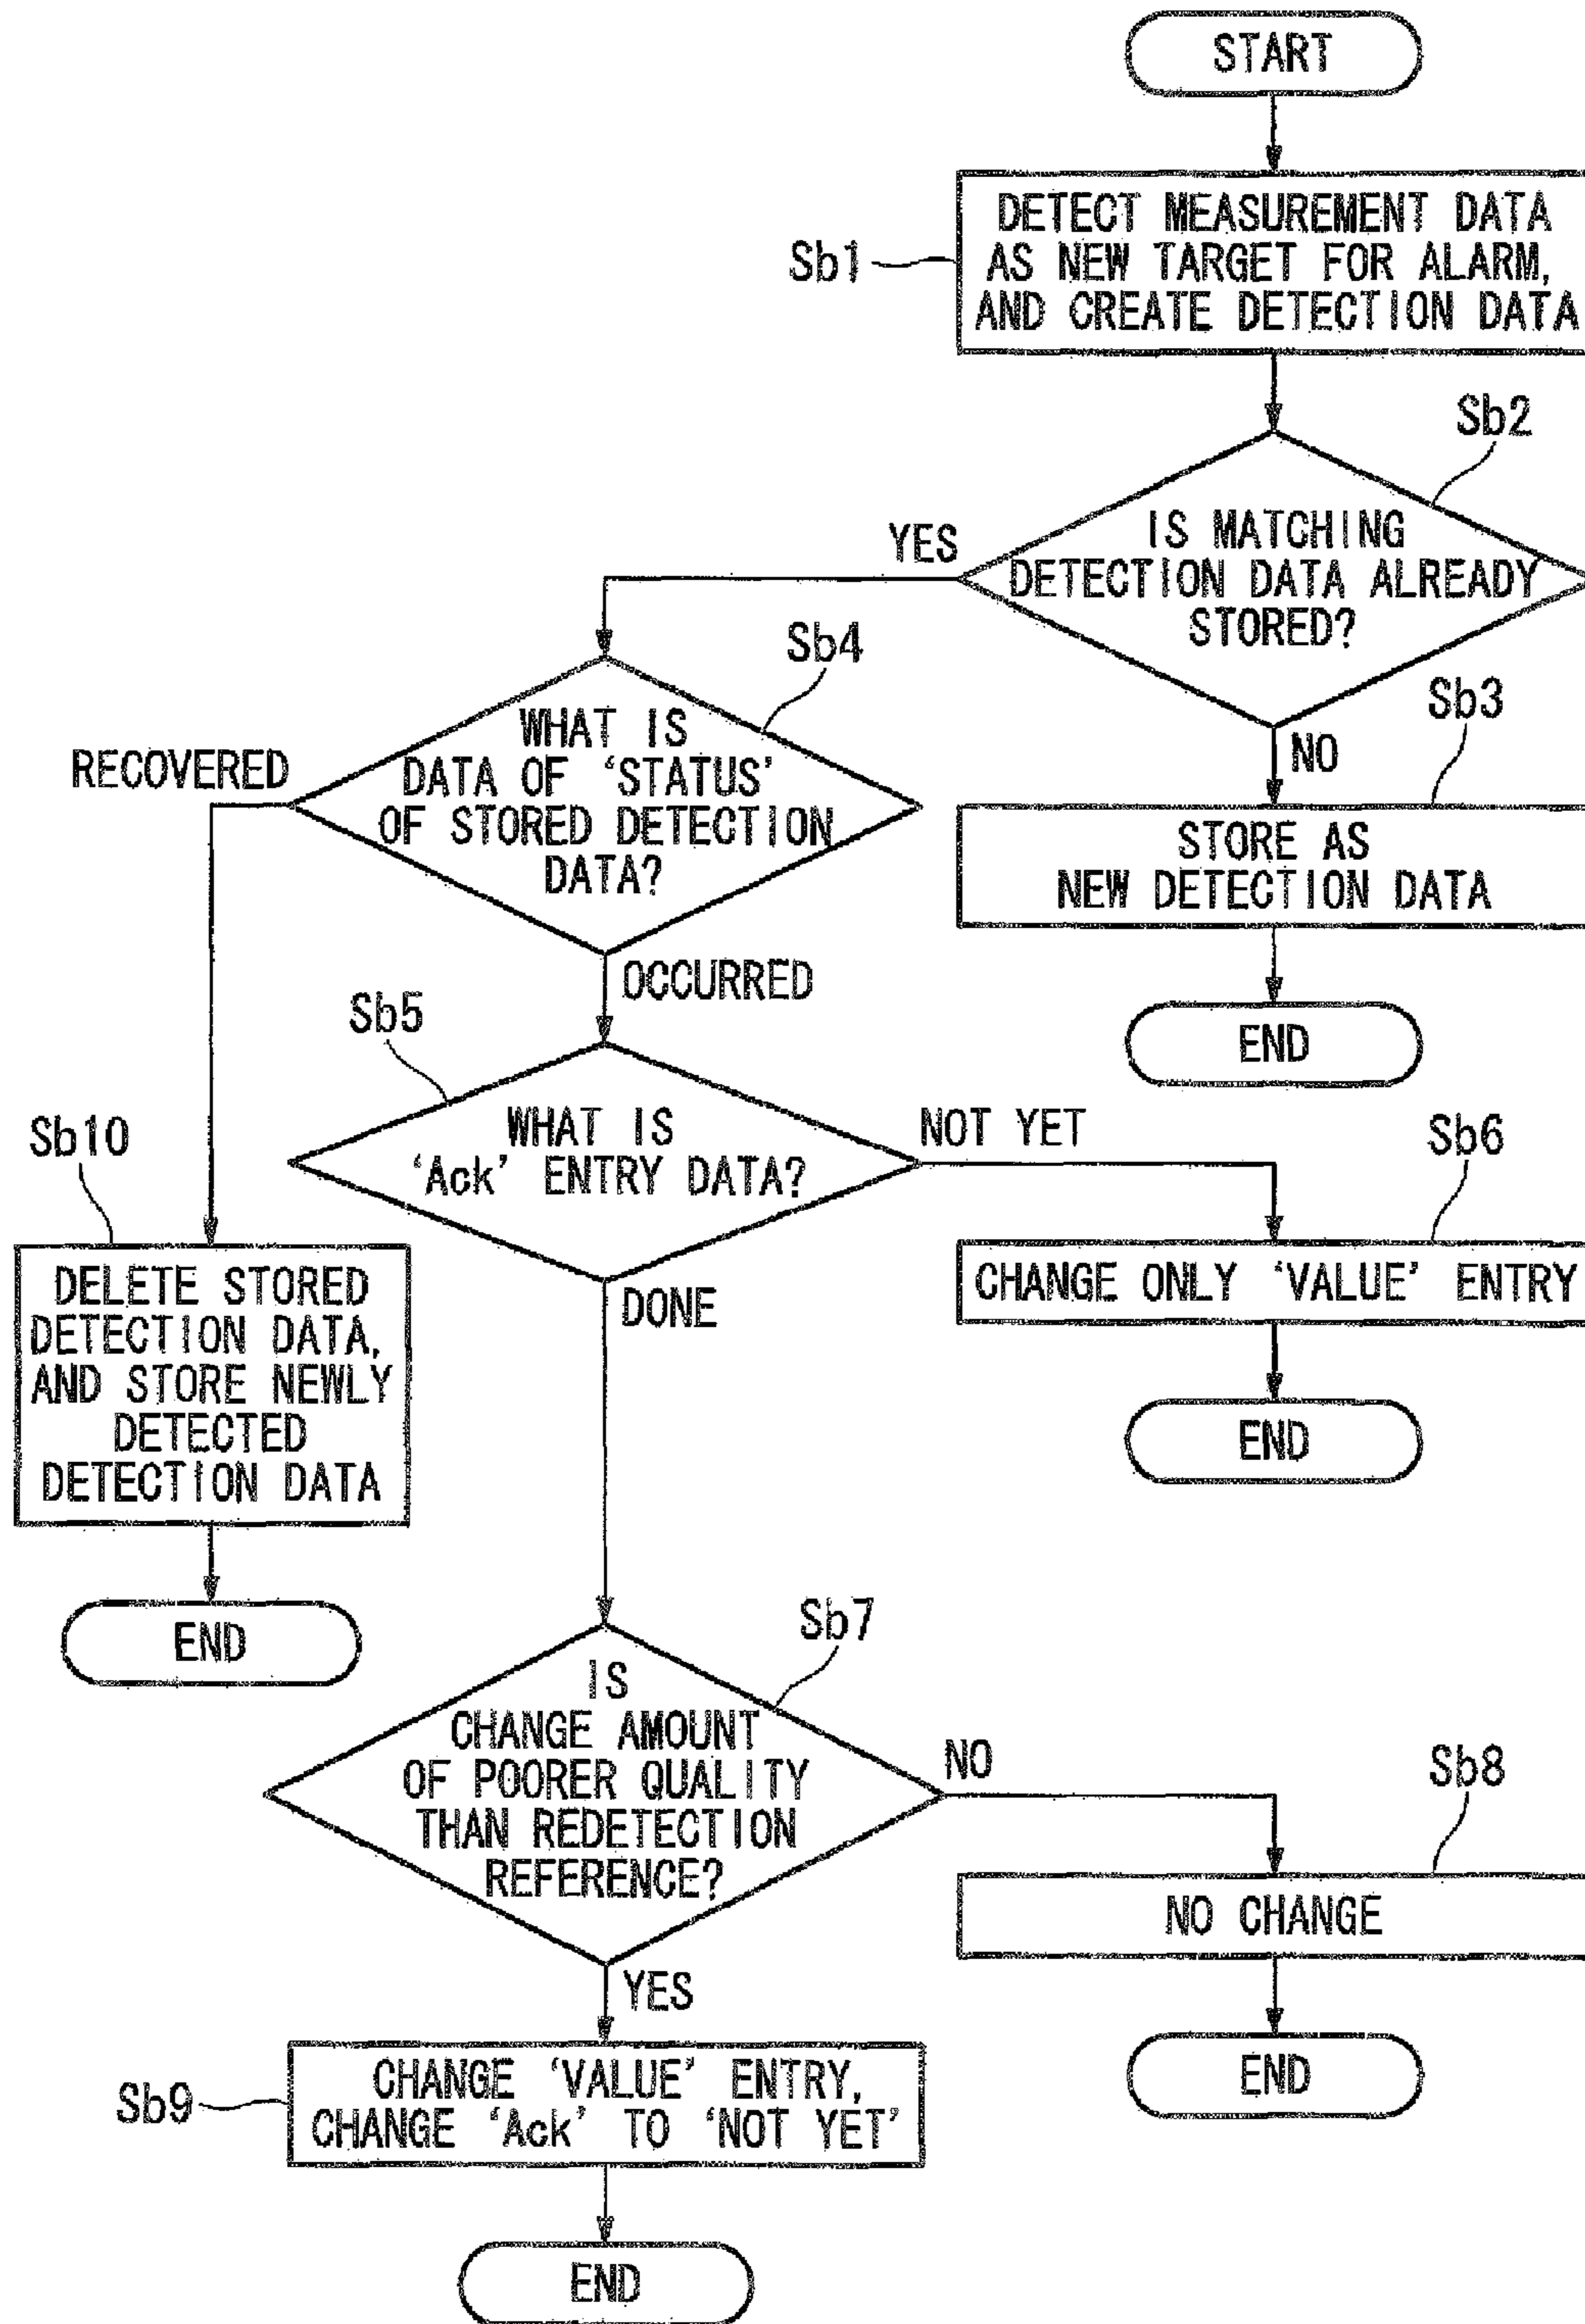 START
Sb1
DETECT MEASUREMENT DATA
AS NEW TARGET FOR ALARM,
AND CREATE DETECTION DATA
Sb2
IS MATCHING
DETECTION DATA ALREADY
STORED?
YES
NO
Sb3
STORE AS
NEW DETECTION DATA
END
Sb4
WHAT IS
DATA OF ‘STATUS’
OF STORED DETECTION
DATA?
RECOVERED
OCCURRED
Sb5
WHAT IS
‘Ack’ ENTRY DATA?
NOT YET
DONE
Sb6
CHANGE ONLY ‘VALUE’ ENTRY
END
Sb10
DELETE STORED
DETECTION DATA,
AND STORE NEWLY
DETECTED
DETECTION DATA
END
Sb7
IS
CHANGE AMOUNT
OF POORER QUALITY
THAN REDETECTION
REFERENCE?
NO
YES
Sb8
NO CHANGE
END
Sb9
CHANGE ‘VALUE’ ENTRY,
CHANGE ‘Ack’ TO ‘NOT YET’
END